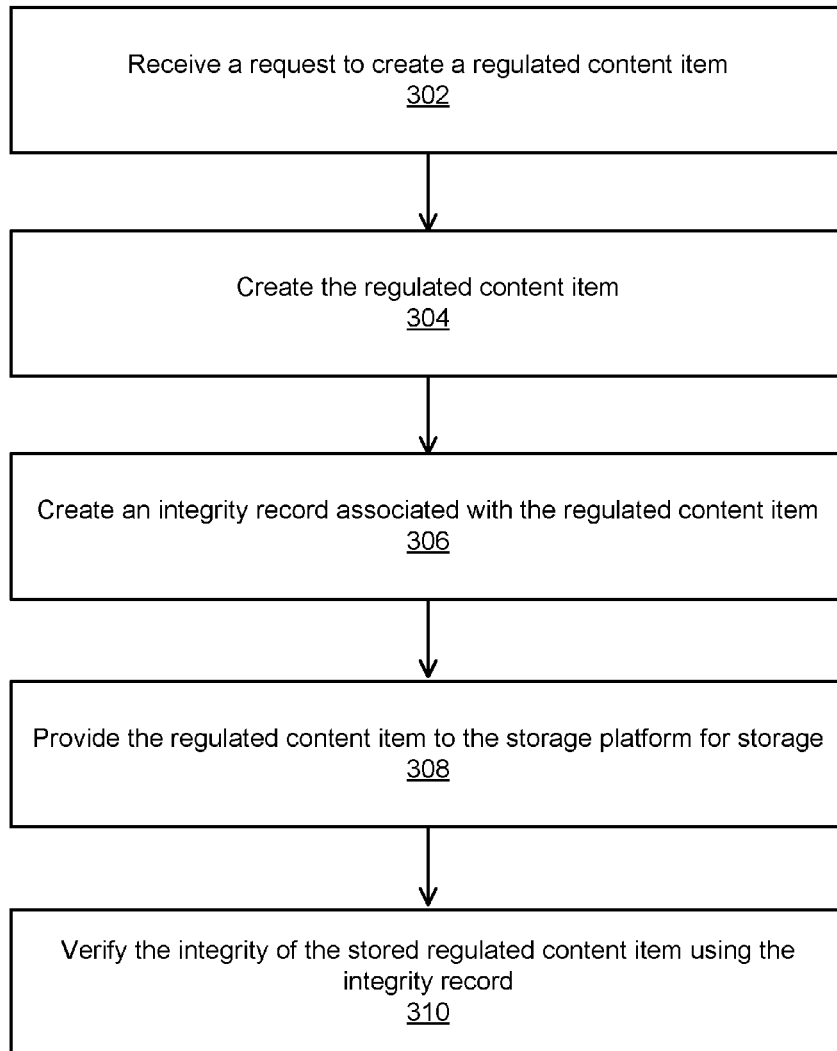 Receive a request to create a regulated content item
302
Create the regulated content item
304
Create an integrity record associated with the regulated content item
306
Provide the regulated content item to the storage platform for storage
308
Verify the integrity of the stored regulated content item using the
integrity record
310